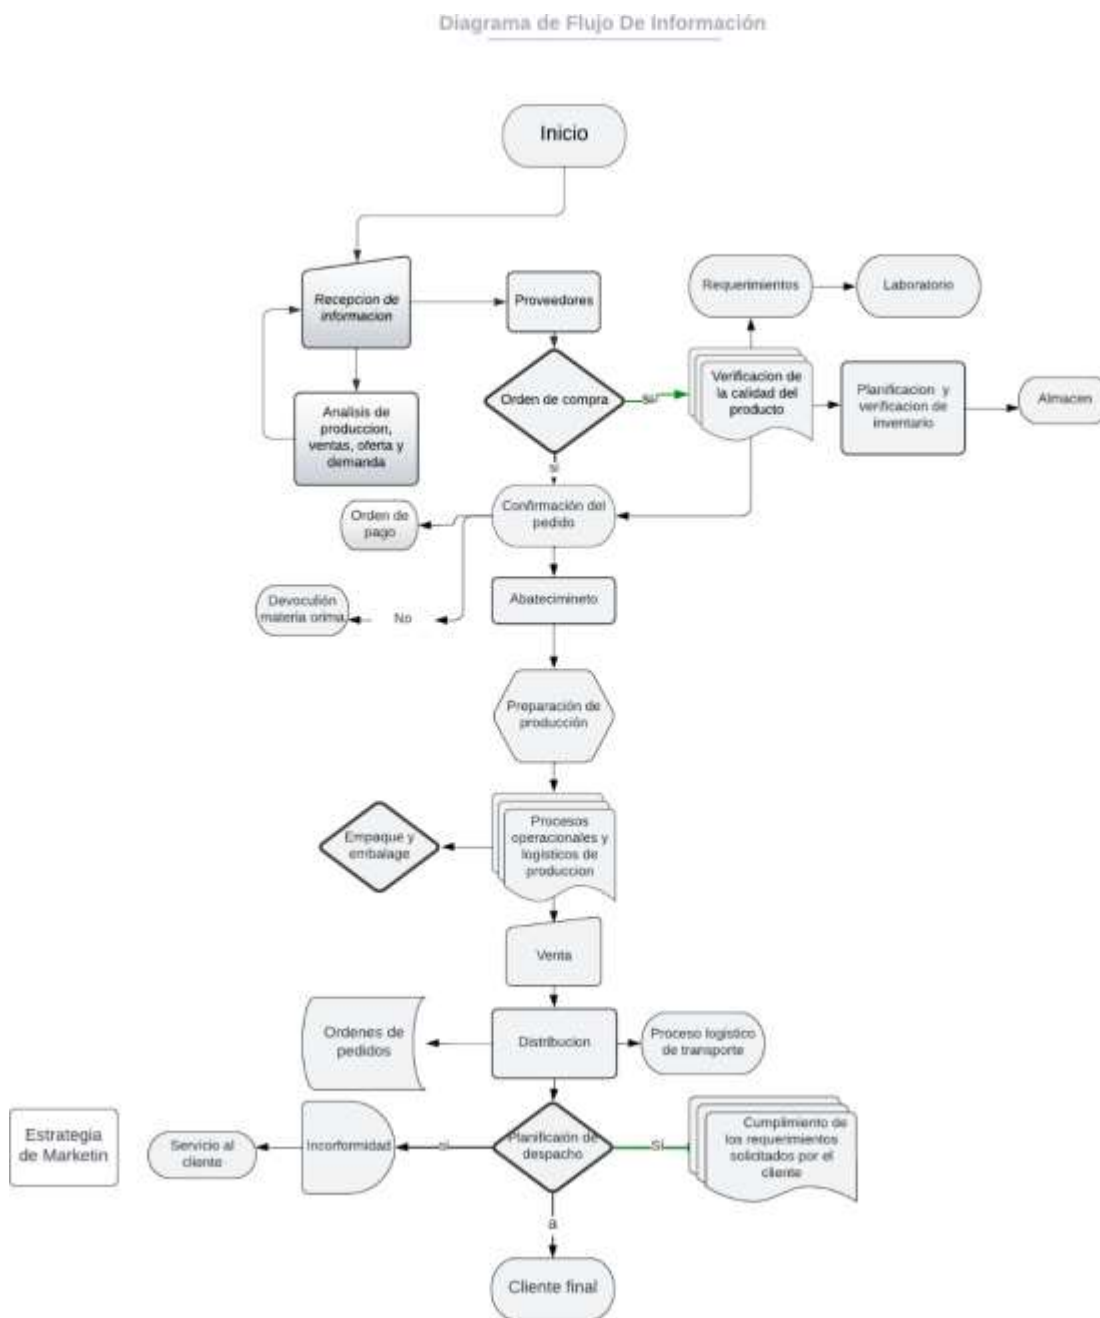 Diagrama de Flujo De Información
Inicio
Recepcion de
informacion
Proveedores
Requerimientos
Laboratorio
Analisis de
produccion,
ventas, oferta y
demanda
Orden de compra
si
Verificacion de
la calidad del
producto
Planificacion y
verificacion de
inventario
Almacen
si
Orden de
pago
Confirmación del
pedido
Devoculión
materia orima
No
Abatecimineto
Preparación de
producción
Empaque y
embalage
Procesos
operacionales y
logísticos de
produccion
Venta
Ordenes de
pedidos
Distribucion
Proceso logistico
de transporte
Estrategia
de Marketin
Servicio al
cliente
Incorformidad
si
Planificaión de
despacho
Si
Cumplimiento de
los requerimientos
solicitados por el
cliente
a
Cliente final